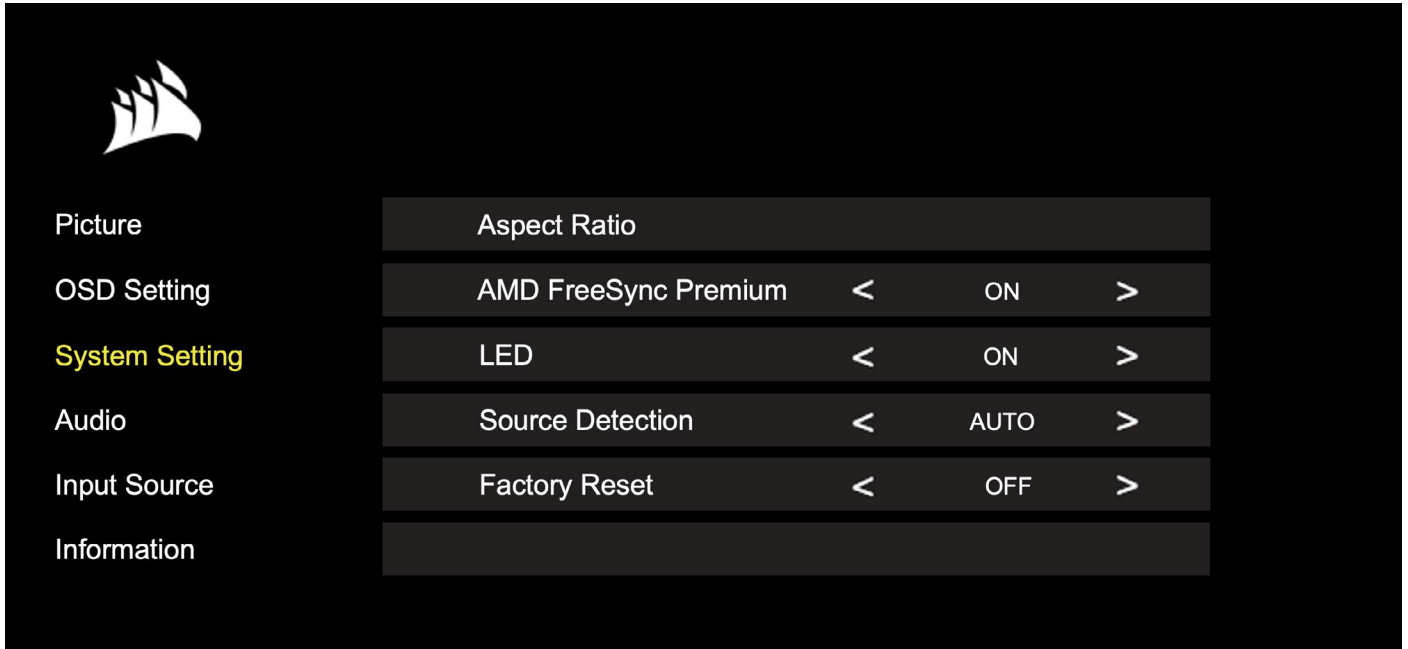 Picture Aspect Ratio
OSD Setting AMD FreeSync Premium < ON >
System Setting LED < ON >
Audio Source Detection < AUTO >
Input Source Factory Reset < OFF >
Information